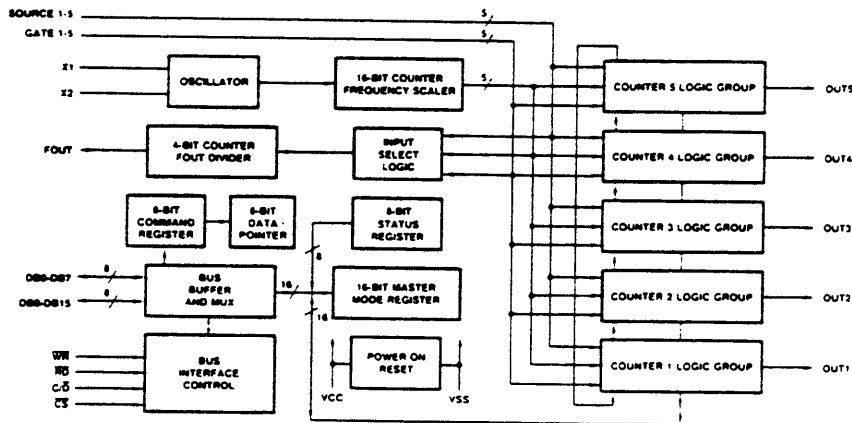 SOURCE 1-5
GATE 1-5
5
5
X1
X2
OSCILLATOR
16-BIT COUNTER
FREQUENCY SCALER
5
COUNTER 5 LOGIC GROUP
OUT5
FOUT
4-BIT COUNTER
FOUT DIVIDER
INPUT
SELECT
LOGIC
COUNTER 4 LOGIC GROUP
OUT4
8-BIT
COMMAND
REGISTER
6-BIT
DATA-
POINTER
8-BIT
STATUS
REGISTER
COUNTER 3 LOGIC GROUP
OUT3
8
DB0-DB7
8
DB8-DB15
8
BUS
BUFFER
AND MUX
16
16
16-BIT MASTER
MODE REGISTER
COUNTER 2 LOGIC GROUP
OUT2
WR
RD
C/D
CS
BUS
INTERFACE
CONTROL
POWER ON
RESET
VCC
VSS
COUNTER 1 LOGIC GROUP
OUT1